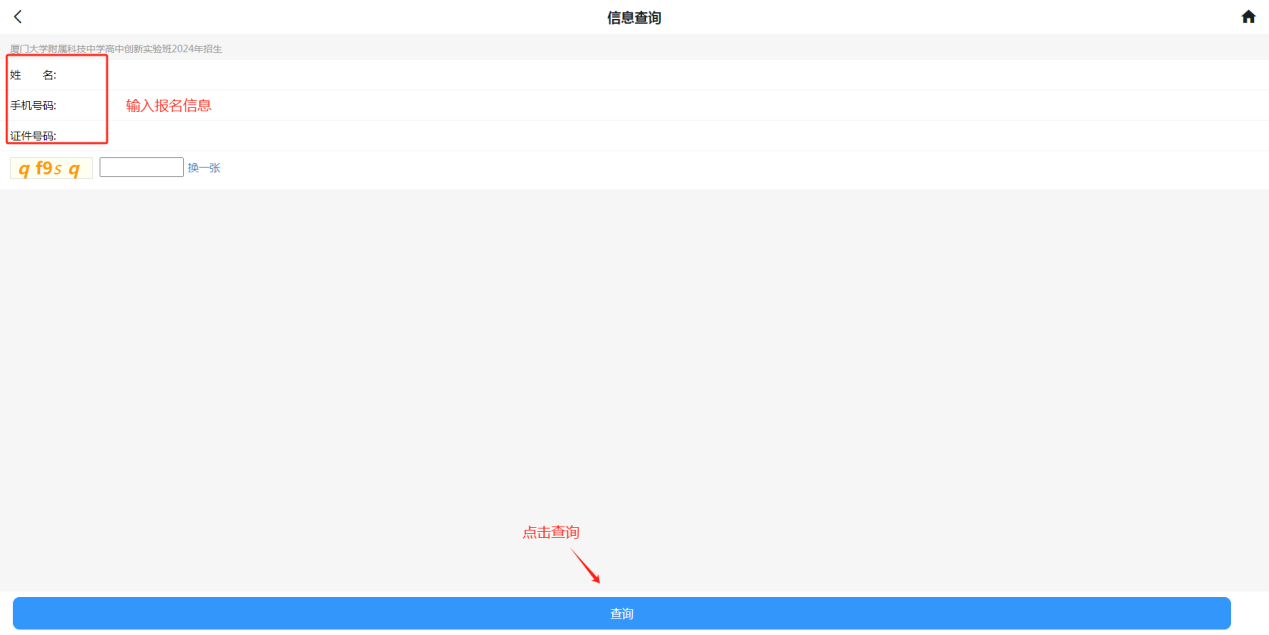 信息查询
厦门大学附属科技中学高中创新实验班2024年招生
姓　　名:
手机号码:
输入报名信息
证件号码:
q f9s q
换一张
点击查询
查询